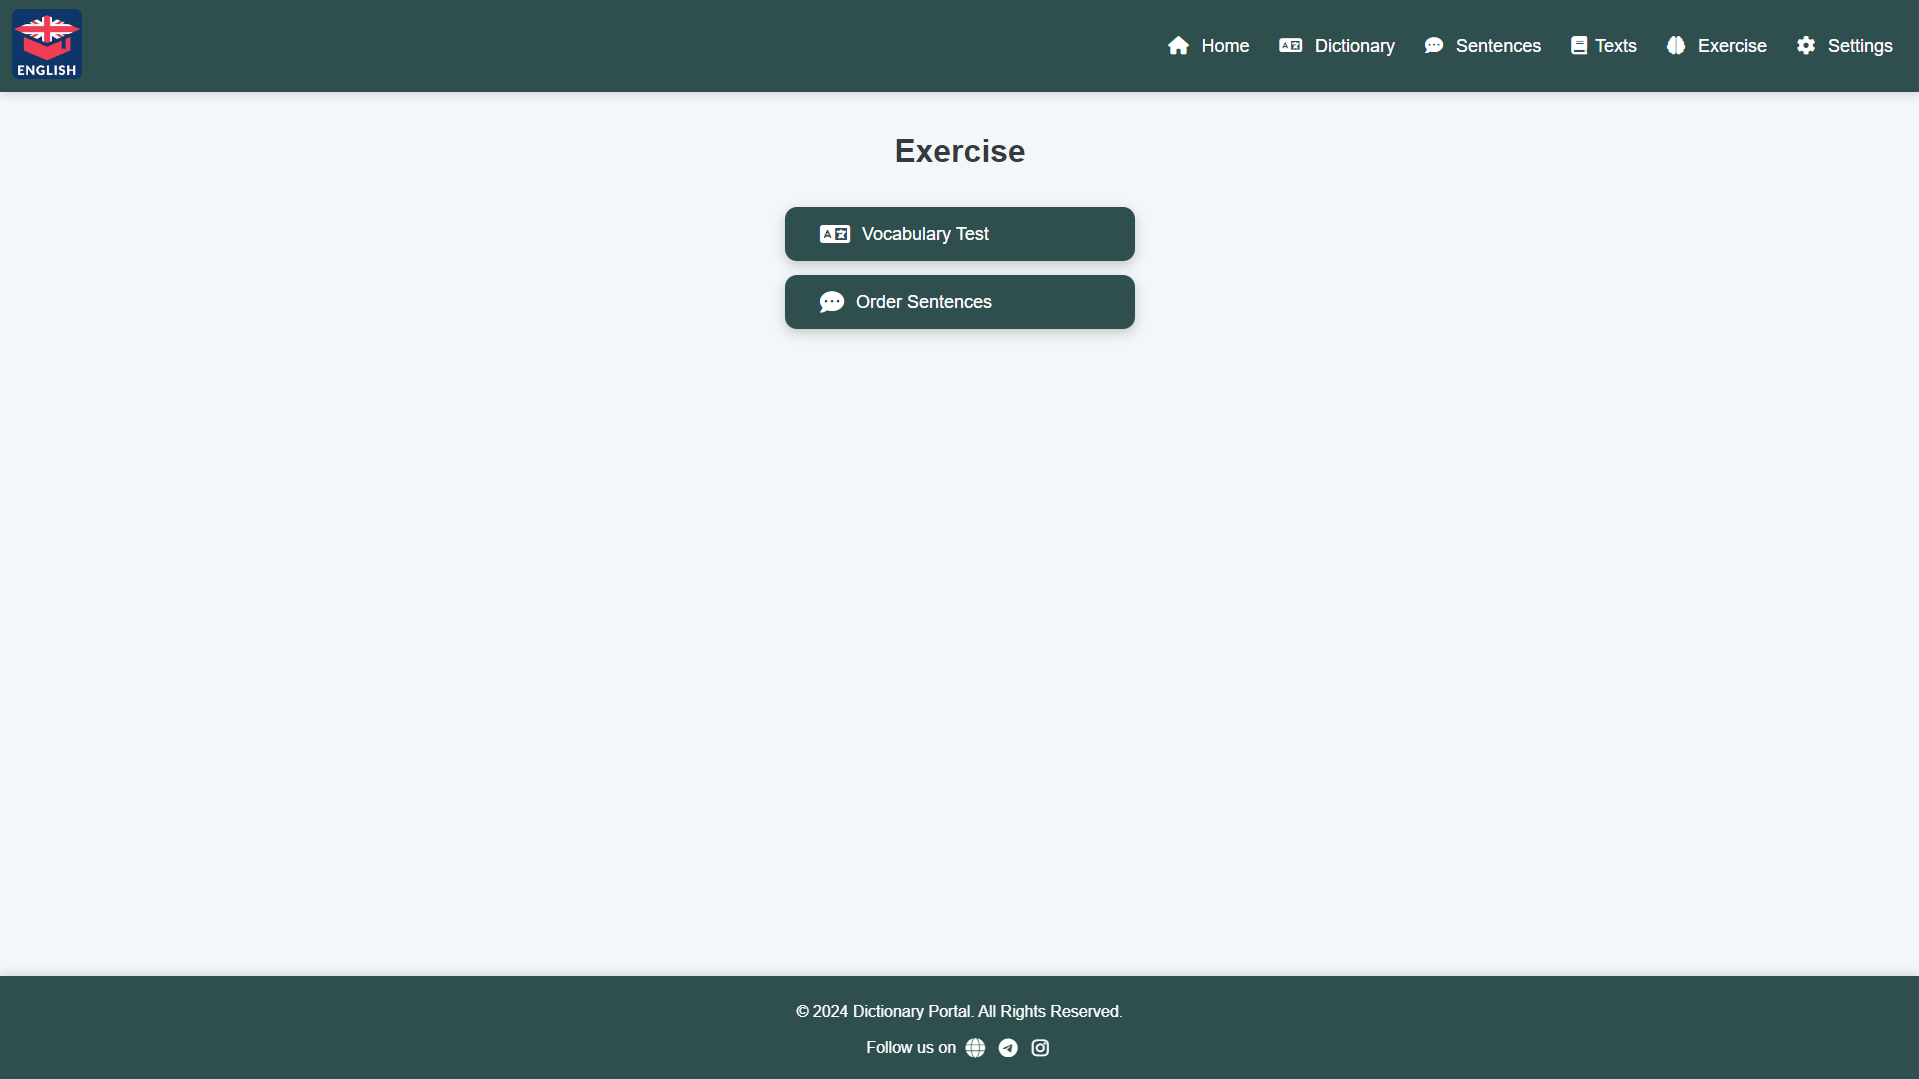 ENGLISH
Home Dictionary Sentences Texts Exercise Settings
Exercise
Vocabulary Test
Order Sentences
© 2024 Dictionary Portal. All Rights Reserved.
Follow us on